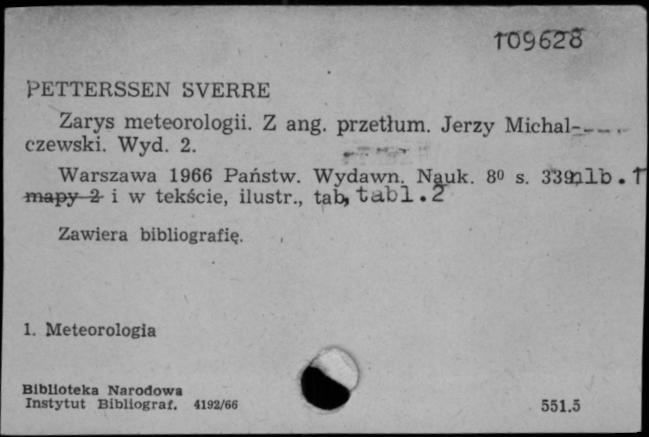 109628
PETTERSSEN SVERRE
Zarys meteorologii. Z ang. przetłum. Jerzy Michal-
czewski. Wyd. 2.
Warszawa 1966 Państw. Wydawn. Nauk. 8⁰ s. 339, nlb. 1
mapy 2 i w tekście, ilustr., tab, tabl. 2
Zawiera bibliografię.
1. Meteorologia
Biblioteka Narodowa
Instytut Bibliograf. 4192/66
551.5